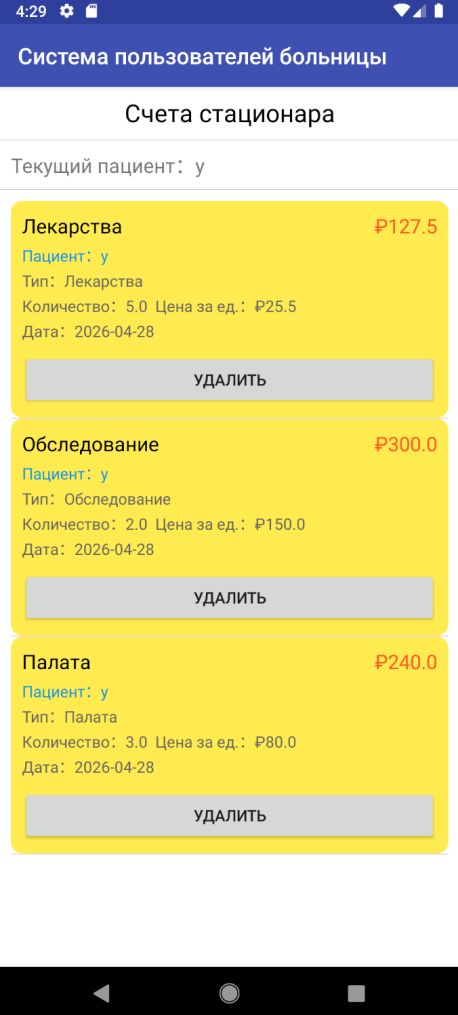 4:29
Система пользователей больницы
Счета стационара
Текущий пациент: y
Лекарства ₽127.5
Пациент: y
Тип: Лекарства
Количество: 5.0 Цена за ед.: ₽25.5
Дата: 2026-04-28
УДАЛИТЬ
Обследование ₽300.0
Пациент: y
Тип: Обследование
Количество: 2.0 Цена за ед.: ₽150.0
Дата: 2026-04-28
УДАЛИТЬ
Палата ₽240.0
Пациент: y
Тип: Палата
Количество: 3.0 Цена за ед.: ₽80.0
Дата: 2026-04-28
УДАЛИТЬ